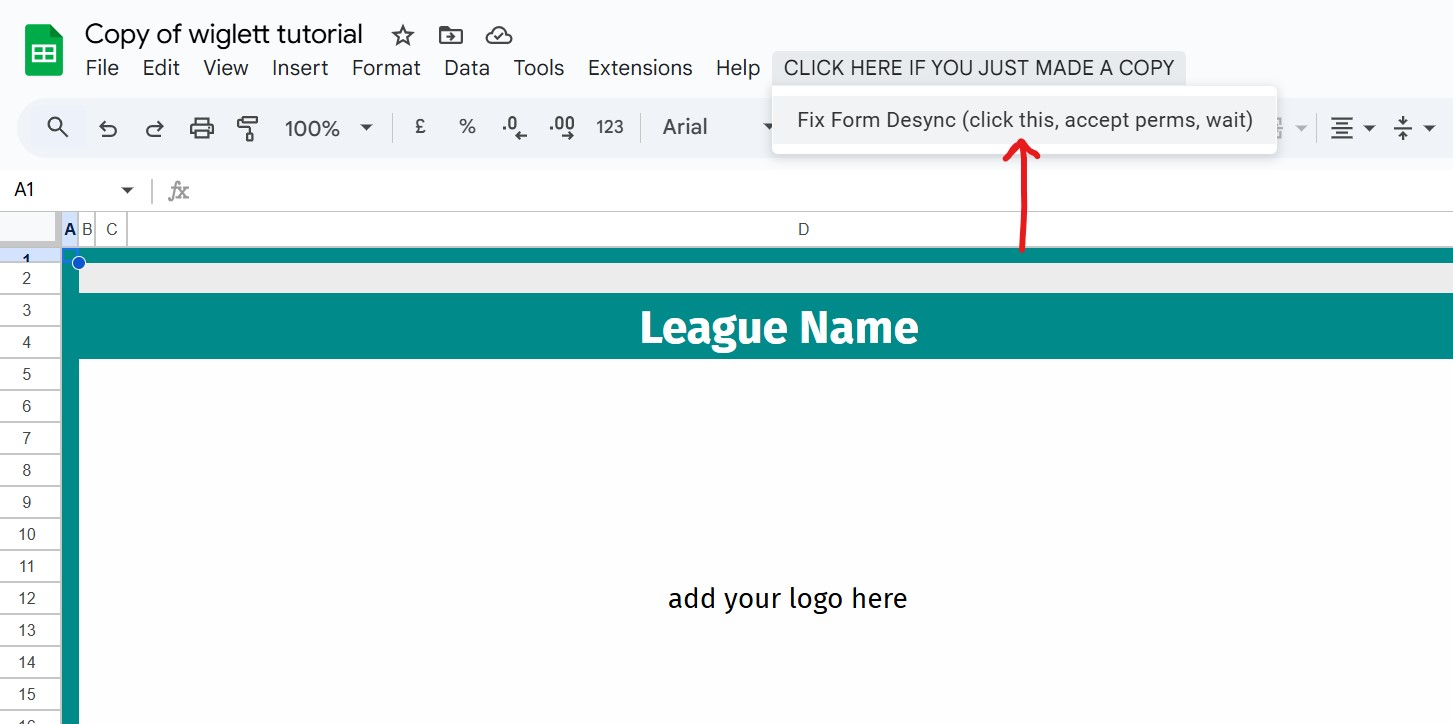 Copy of wiglett tutorial
File Edit View Insert Format Data Tools Extensions Help CLICK HERE IF YOU JUST MADE A COPY
Fix Form Desync (click this, accept perms, wait)
100% £ % .0 .00 123 Arial
A1 fx
A B C D
1
2
3
League Name
4
5
6
7
8
9
10
11
12
add your logo here
13
14
15
16